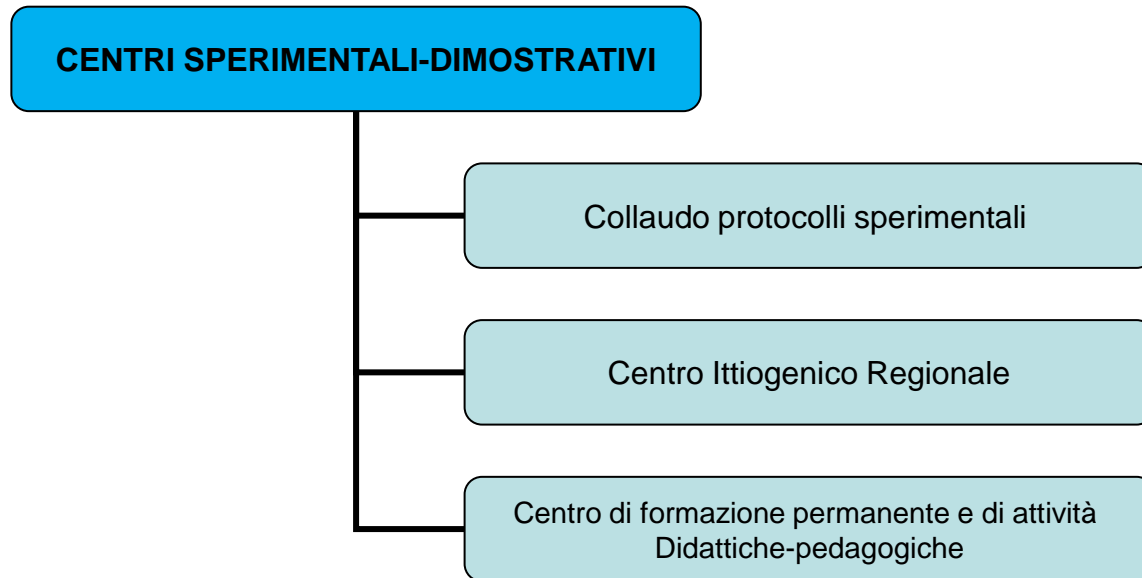 CENTRI SPERIMENTALI-DIMOSTRATIVI
Collaudo protocolli sperimentali
Centro Ittiogenico Regionale
Centro di formazione permanente e di attività
Didattiche-pedagogiche